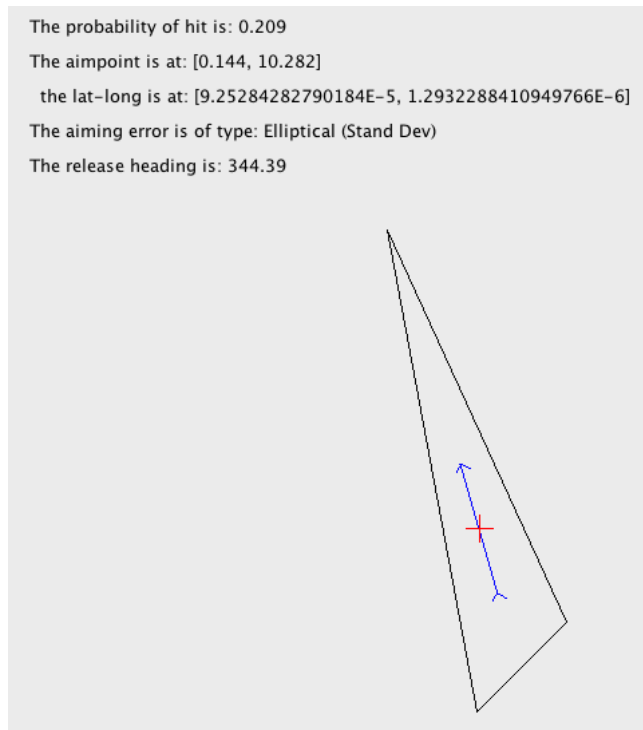 The probability of hit is: 0.209
The aimpoint is at: [0.144, 10.282]
the lat-long is at: [9.25284282790184E-5, 1.2932288410949766E-6]
The aiming error is of type: Elliptical (Stand Dev)
The release heading is: 344.39